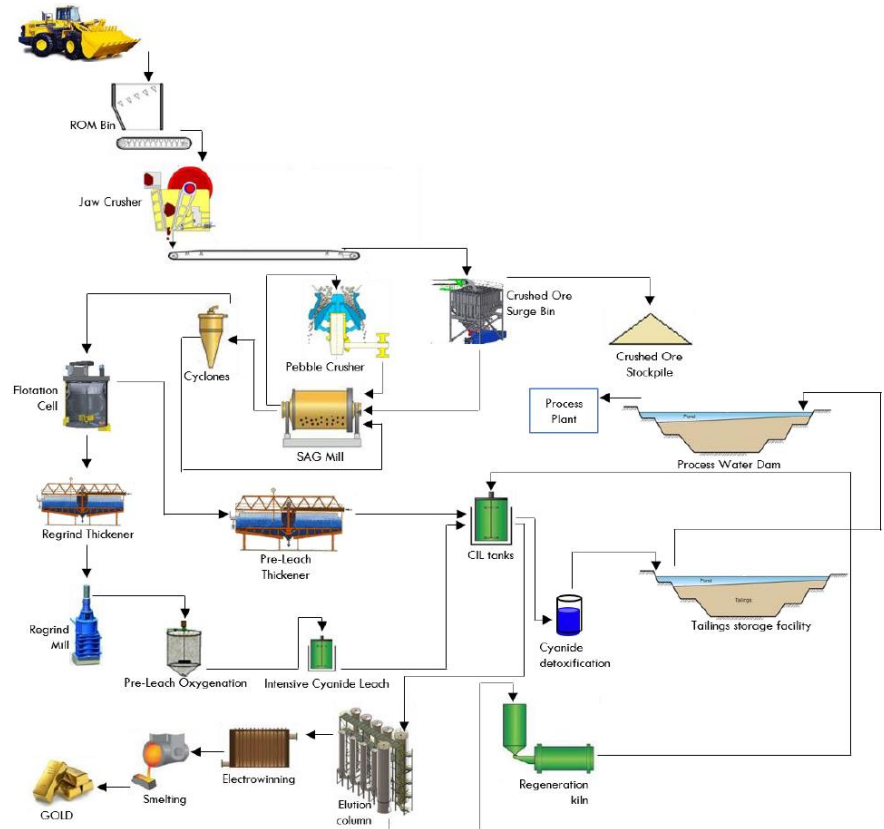 ROM Bin
Jaw Crusher
Crushed Ore
Surge Bin
Pebble Crusher
Cyclones
Crushed Ore
Stockpile
Flotation
Cell
Process
Plant
Pond
SAG Mill
Process Water Dam
Regrind Thickener
Pre-Leach
Thickener
CIL tanks
Pond
Tailings
Tailings storage facility
Regrind
Mill
Cyanide
detoxification
Pre-Leach Oxygenation
Intensive Cyanide Leach
Electrowinning
Regeneration
kiln
Smelting
Elution
column
GOLD